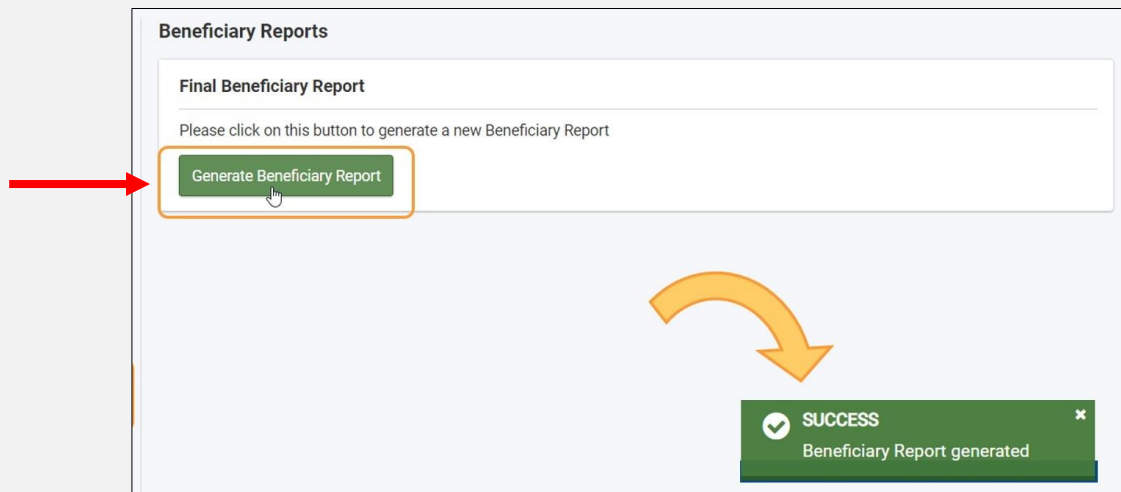 Beneficiary Reports
Final Beneficiary Report
Please click on this button to generate a new Beneficiary Report
Generate Beneficiary Report
SUCCESS
Beneficiary Report generated